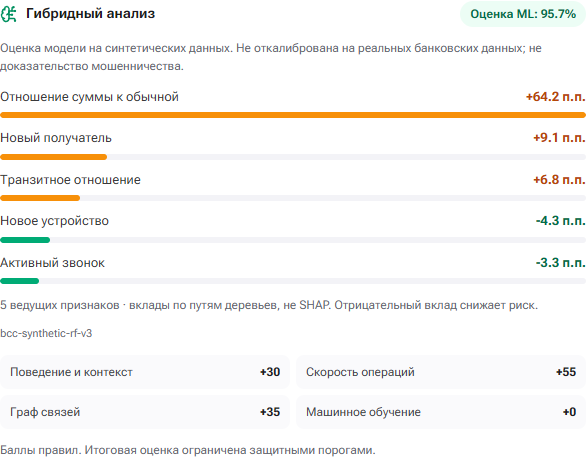 Гибридный анализ
Оценка ML: 95.7%
Оценка модели на синтетических данных. Не откалибрована на реальных банковских данных; не
доказательство мошенничества.
Отношение суммы к обычной
+64.2 п.п.
Новый получатель
+9.1 п.п.
Транзитное отношение
+6.8 п.п.
Новое устройство
-4.3 п.п.
Активный звонок
-3.3 п.п.
5 ведущих признаков · вклады по путям деревьев, не SHAP. Отрицательный вклад снижает риск.
bcc-synthetic-rf-v3
Поведение и контекст
+30
Скорость операций
+55
Граф связей
+35
Машинное обучение
+0
Баллы правил. Итоговая оценка ограничена защитными порогами.